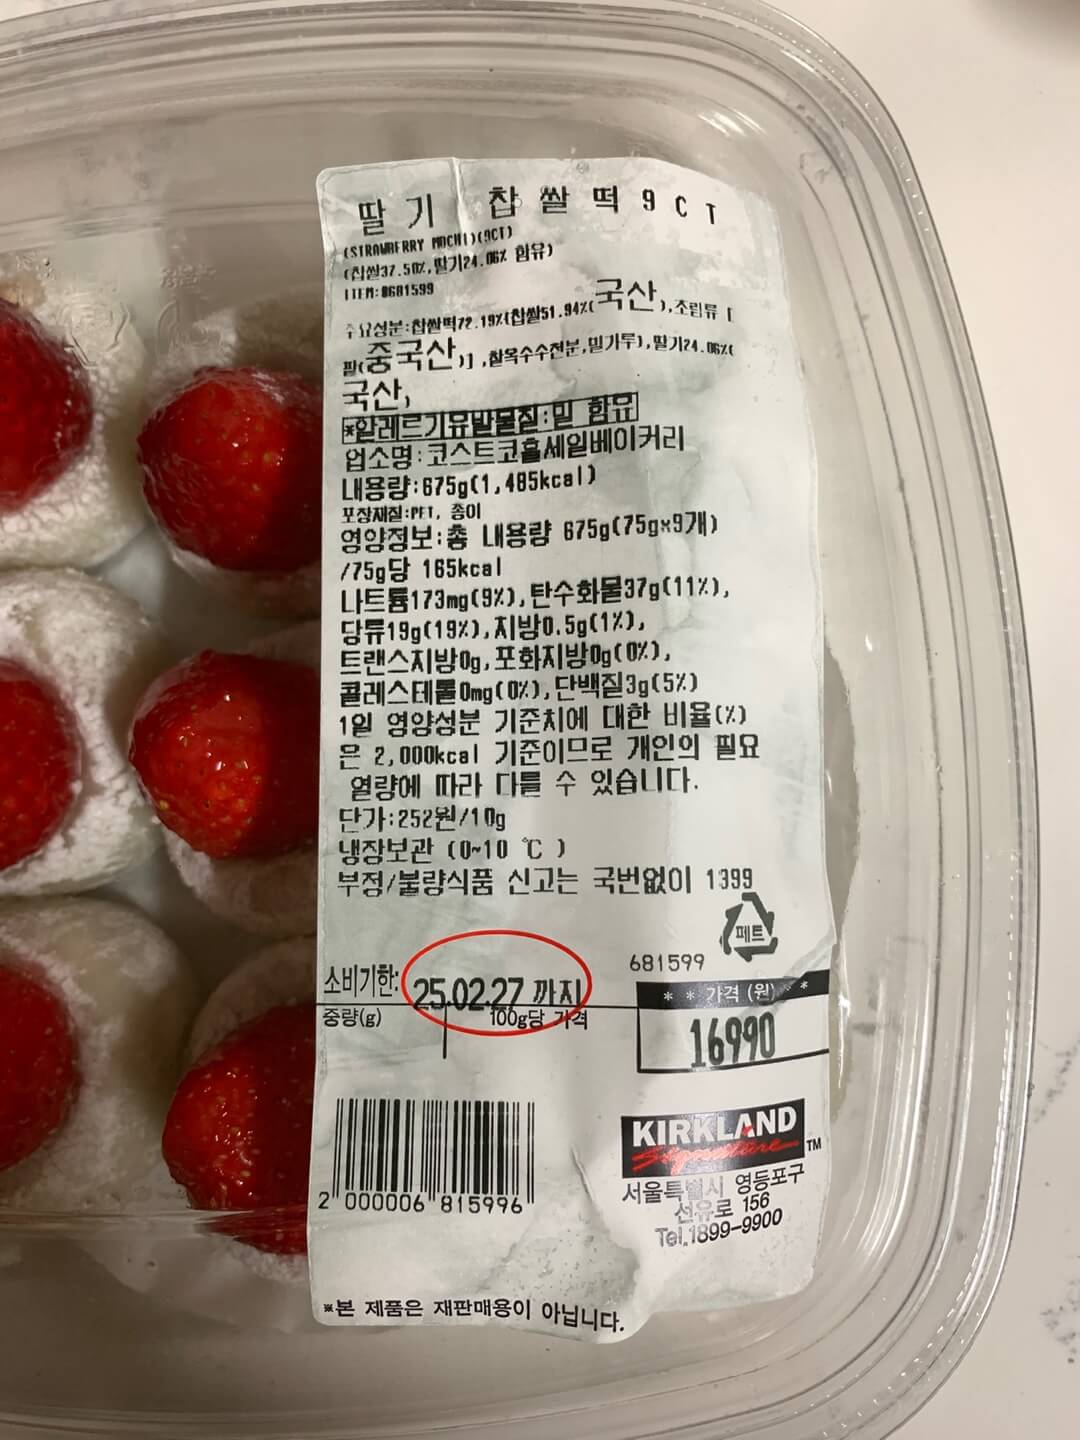 딸기 찹쌀떡9CT
(STRAWBERRY MOCHI)(9CT)
(찹쌀37.50%,딸기24.06% 함유)
ITEM:#681599
주요성분:찹쌀떡72.19%{찹쌀51.94%(국산),조림류[
팥(중국산)],찰옥수수전분,밀가루},딸기24.06%(
국산)
*알레르기유발물질:밀 함유
업소명:코스트코홀세일베이커리
내용량:675g(1,485kcal)
포장재질:PET, 종이
영양정보:총 내용량 675g(75g×9개)
/75g당 165kcal
나트륨173mg(9%),탄수화물37g(11%),
당류19g(19%),지방0.5g(1%),
트랜스지방0g,포화지방0g(0%),
콜레스테롤0mg(0%),단백질3g(5%)
1일 영양성분 기준치에 대한 비율(%)
은 2,000kcal 기준이므로 개인의 필요
열량에 따라 다를 수 있습니다.
단가:252원/10g
냉장보관 (0~10 ℃ )
부정/불량식품 신고는 국번없이 1399
페트
681599
소비기한: 25.02.27 까지
* * 가격 (원) * *
중량(g) 100g당 가격
16990
KIRKLAND
Signature TM
2 000006 815996
서울특별시 영등포구
선유로 156
Tel.1899-9900
※본 제품은 재판매용이 아닙니다.